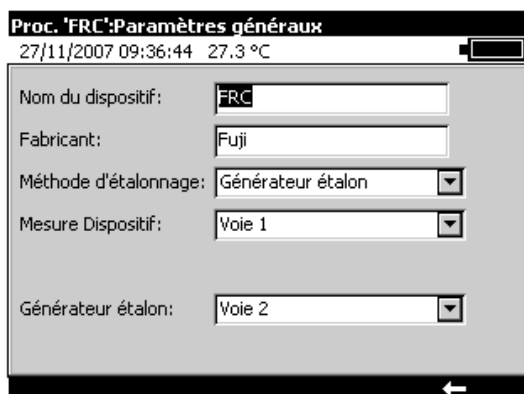 Proc. 'FRC':Paramètres généraux
27/11/2007 09:36:44 27.3 °C
Nom du dispositif: FRC
Fabricant: Fuji
Méthode d'étalonnage: Générateur étalon
Mesure Dispositif: Voie 1
Générateur étalon: Voie 2